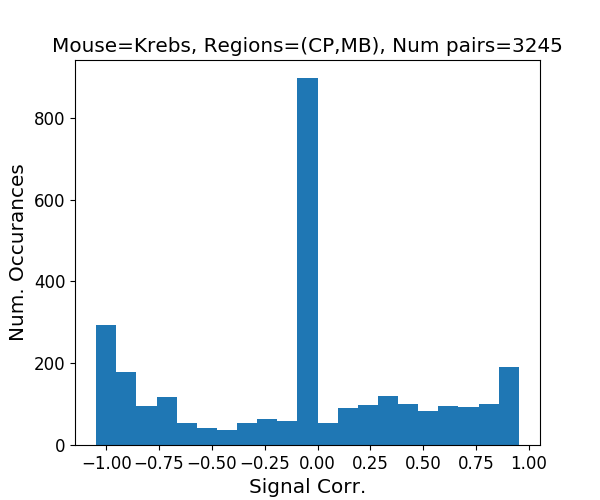 Mouse=Krebs, Regions=(CP,MB), Num pairs=3245
Num. Occurances
800
600
400
200
0
−1.00 −0.75 −0.50 −0.25 0.00 0.25 0.50 0.75 1.00
Signal Corr.